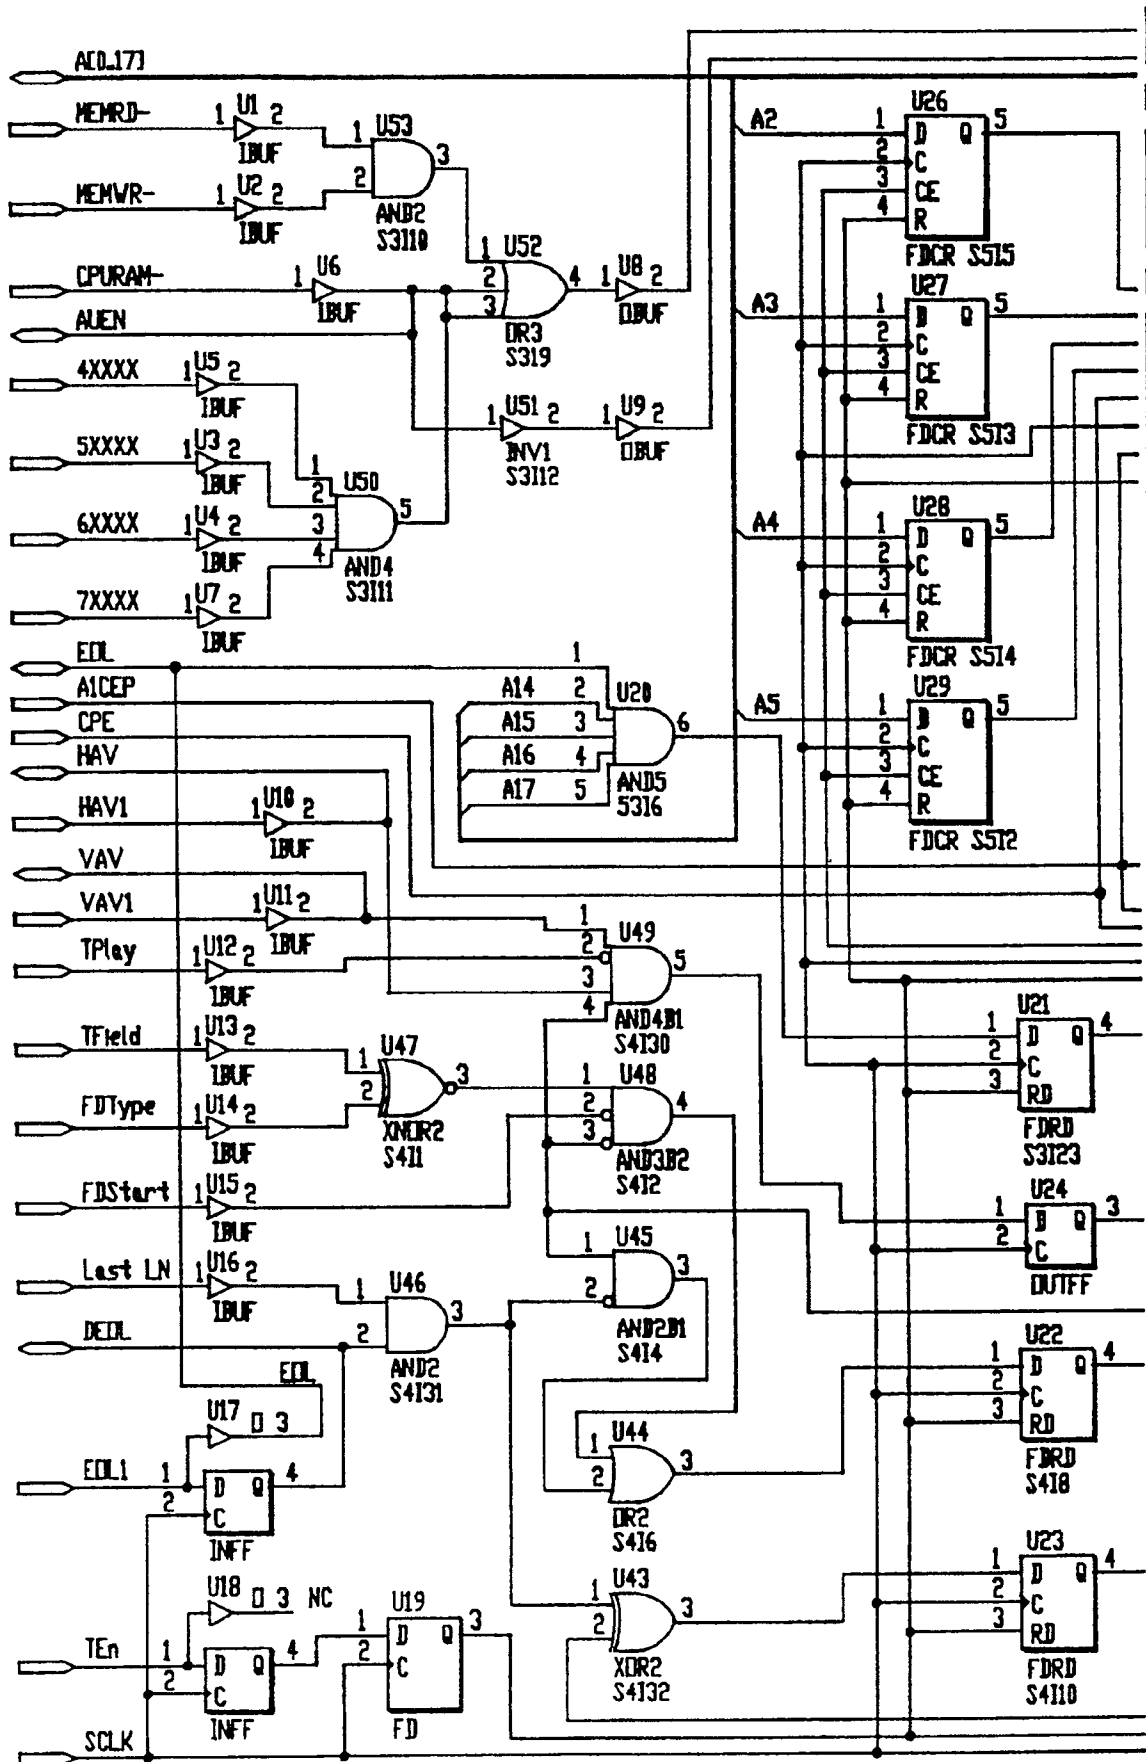 A[0_17]
MEMRD-
1 U1 2
IBUF
MEMWR-
1 U2 2
IBUF
1 U53 3
2
AND2
S3I10
CPURAM-
1 U6
IBUF
AUEN
1 U52 4
2
3
OR3
S3I9
1 U8 2
OBUF
4XXXX
1 U5 2
IBUF
1 U51 2
INV1
S3I12
1 U9 2
OBUF
5XXXX
1 U3 2
IBUF
6XXXX
1 U4 2
IBUF
7XXXX
1 U7 2
IBUF
1 U50 5
2
3
4
AND4
S3I11
A2
U26
1 D Q 5
2 C
3 CE
4 R
FDCR S5I5
A3
U27
1 D Q 5
2 C
3 CE
4 R
FDCR S5I3
A4
U28
1 D Q 5
2 C
3 CE
4 R
FDCR S5I4
A5
U29
1 D Q 5
2 C
3 CE
4 R
FDCR S5I2
EOL
A1CEP
CPE
HAV
1
A14 2
A15 3
A16 4
A17 5
U20 6
AND5
S3I6
HAV1
1 U10 2
IBUF
VAV
VAV1
1 U11 2
IBUF
TPlay
1 U12 2
IBUF
1 U49 5
2
3
4
AND4B1
S4I30
TField
1 U13 2
IBUF
FDType
1 U14 2
IBUF
1 U47 3
2
XNOR2
S4I1
1 U48 4
2
3
AND3B2
S4I2
U21
1 D Q 4
2 C
3 RD
FDRD
S3I23
FDStart
1 U15 2
IBUF
U24
1 D Q 3
2 C
OUTFF
Last LN
1 U16 2
IBUF
DEOL
1 U46 3
2
AND2
S4I31
1 U45 3
2
AND2B1
S4I4
U22
1 D Q 4
2 C
3 RD
FDRD
S4I8
EOL
U17 O 3
EOL1
1 D Q 4
2 C
INFF
1 U44 3
2
OR2
S4I6
U18 O 3 NC
TEn
1 D Q 4
2 C
INFF
U19
1 D Q 3
2 C
FD
1 U43 3
2
XOR2
S4I32
U23
1 D Q 4
2 C
3 RD
FDRD
S4I10
SCLK